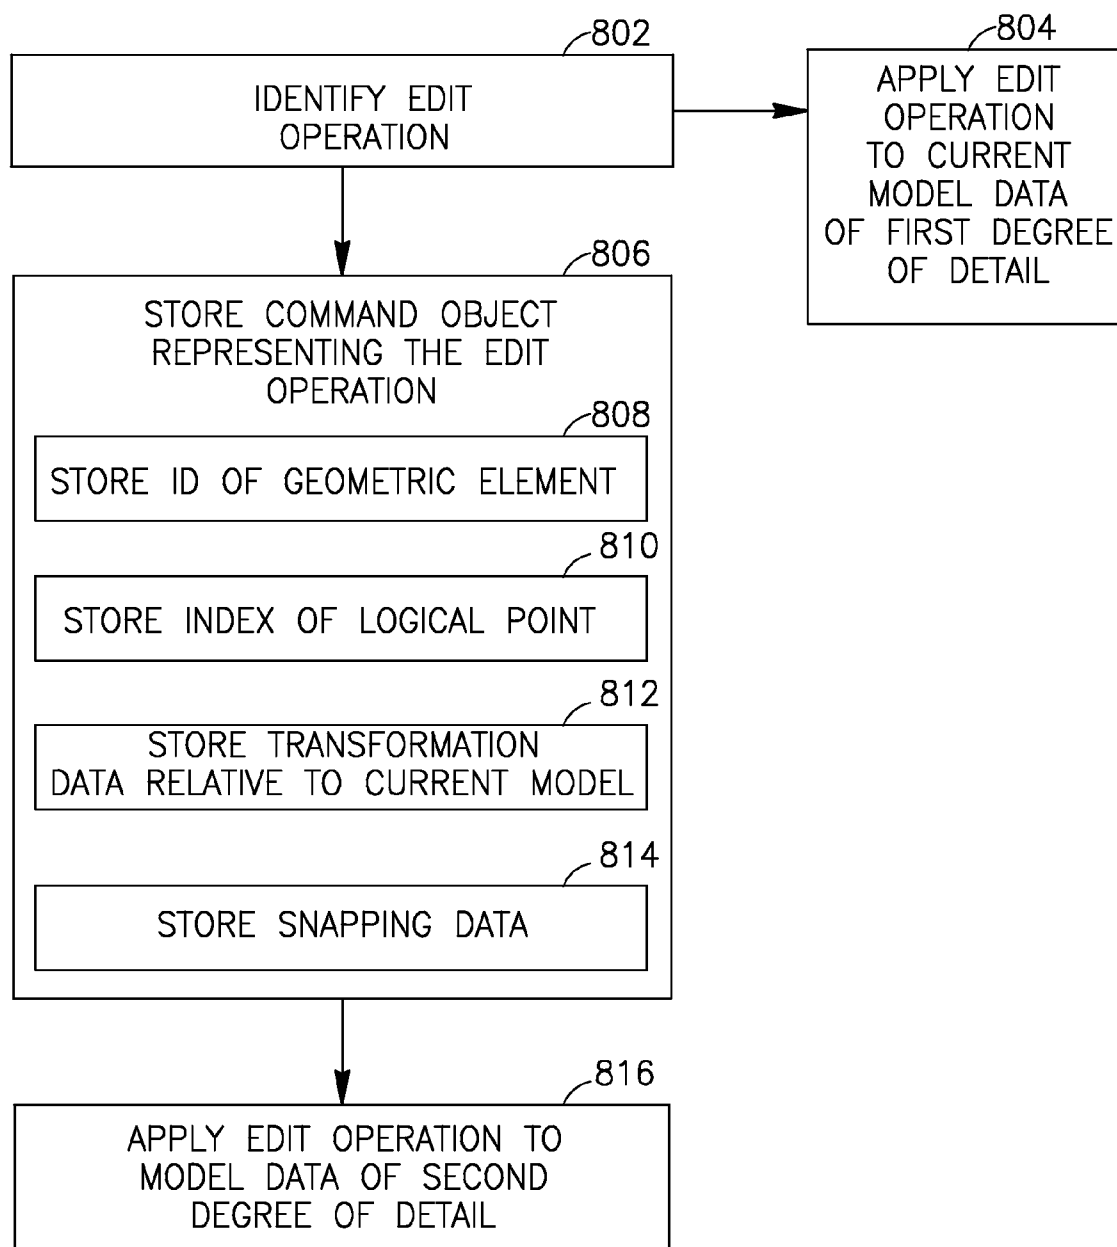 802
IDENTIFY EDIT
OPERATION
804
APPLY EDIT
OPERATION
TO CURRENT
MODEL DATA
OF FIRST DEGREE
OF DETAIL
806
STORE COMMAND OBJECT
REPRESENTING THE EDIT
OPERATION
808
STORE ID OF GEOMETRIC ELEMENT
810
STORE INDEX OF LOGICAL POINT
812
STORE TRANSFORMATION
DATA RELATIVE TO CURRENT MODEL
814
STORE SNAPPING DATA
816
APPLY EDIT OPERATION TO
MODEL DATA OF SECOND
DEGREE OF DETAIL